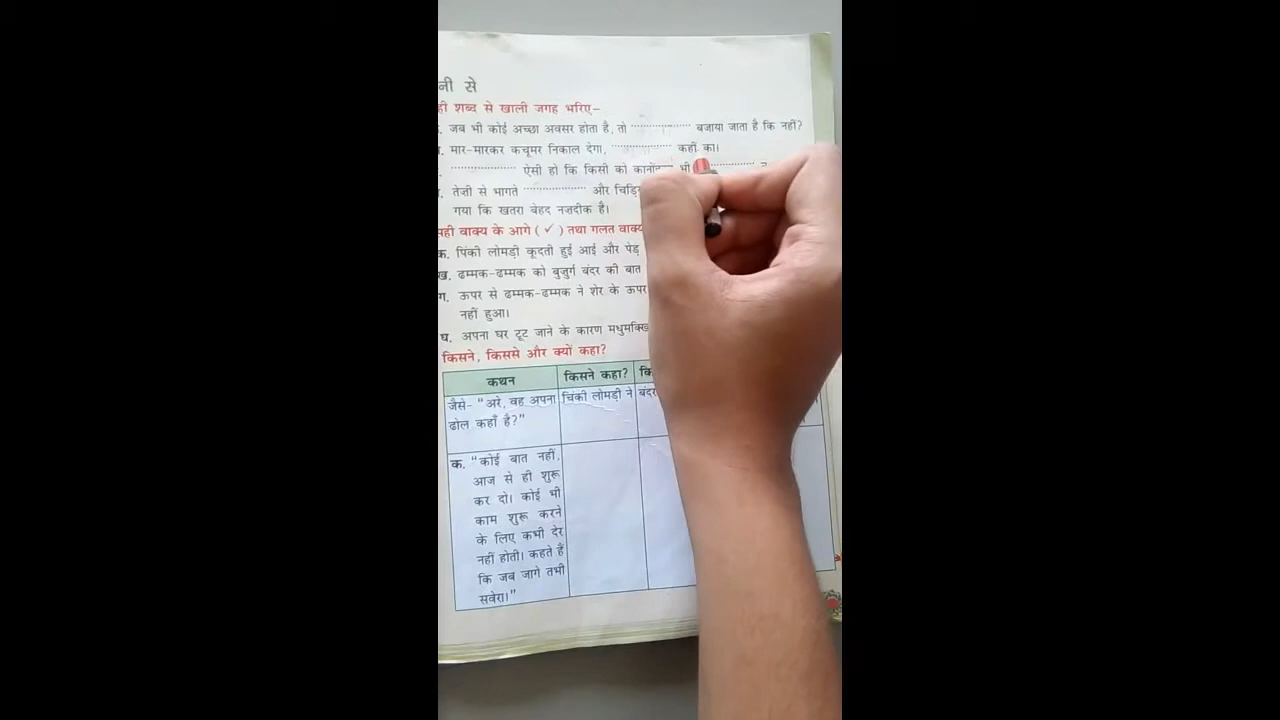 नी से
ही शब्द से खाली जगह भरिए–
जब भी कोई अच्छा अवसर होता है, तो ................ बजाया जाता है कि नहीं?
मार-मारकर कचूमर निकाल देगा, ................ कहीं का।
................ ऐसी हो कि किसी को कानोंं भी ................
तेज़ी से भागते ................ और
गया कि खतरा बेहद नज़दीक है।
सही वाक्य के आगे ( ✓ ) तथा गलत वाक्य
क. पिंकी लोमड़ी कूदती हुई आई और पेड़
ख. ढम्मक-ढम्मक को बुजुर्ग बंदर की बात
ग. ऊपर से ढम्मक-ढम्मक ने शेर के ऊपर
नहीं हुआ।
घ. अपना घर टूट जाने के कारण
किसने, किससे और क्यों कहा?
कथन किसने कहा?
जैसे– "अरे, वह अपना ढोल कहाँ है?" चिंकी लोमड़ी ने
क. "कोई बात नहीं,
आज से ही शुरू
कर दो। कोई भी
काम शुरू करने
के लिए कभी देर
नहीं होती। कहते हैं
कि जब जागे तभी
सवेरा।"